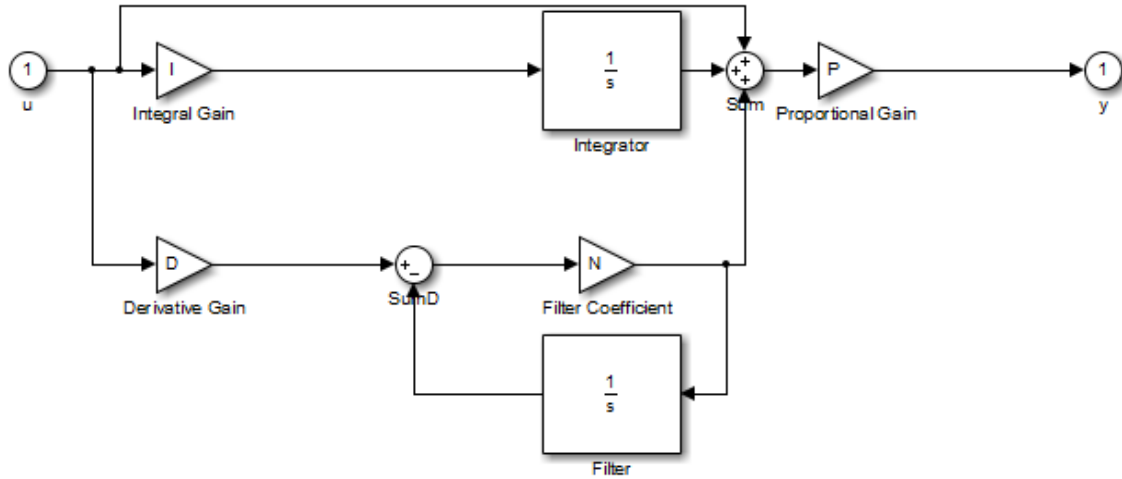 1
u
I
Integral Gain
1
s
Integrator
+
+
+
Sum
P
Proportional Gain
1
y
D
Derivative Gain
+
−
SumD
N
Filter Coefficient
1
s
Filter